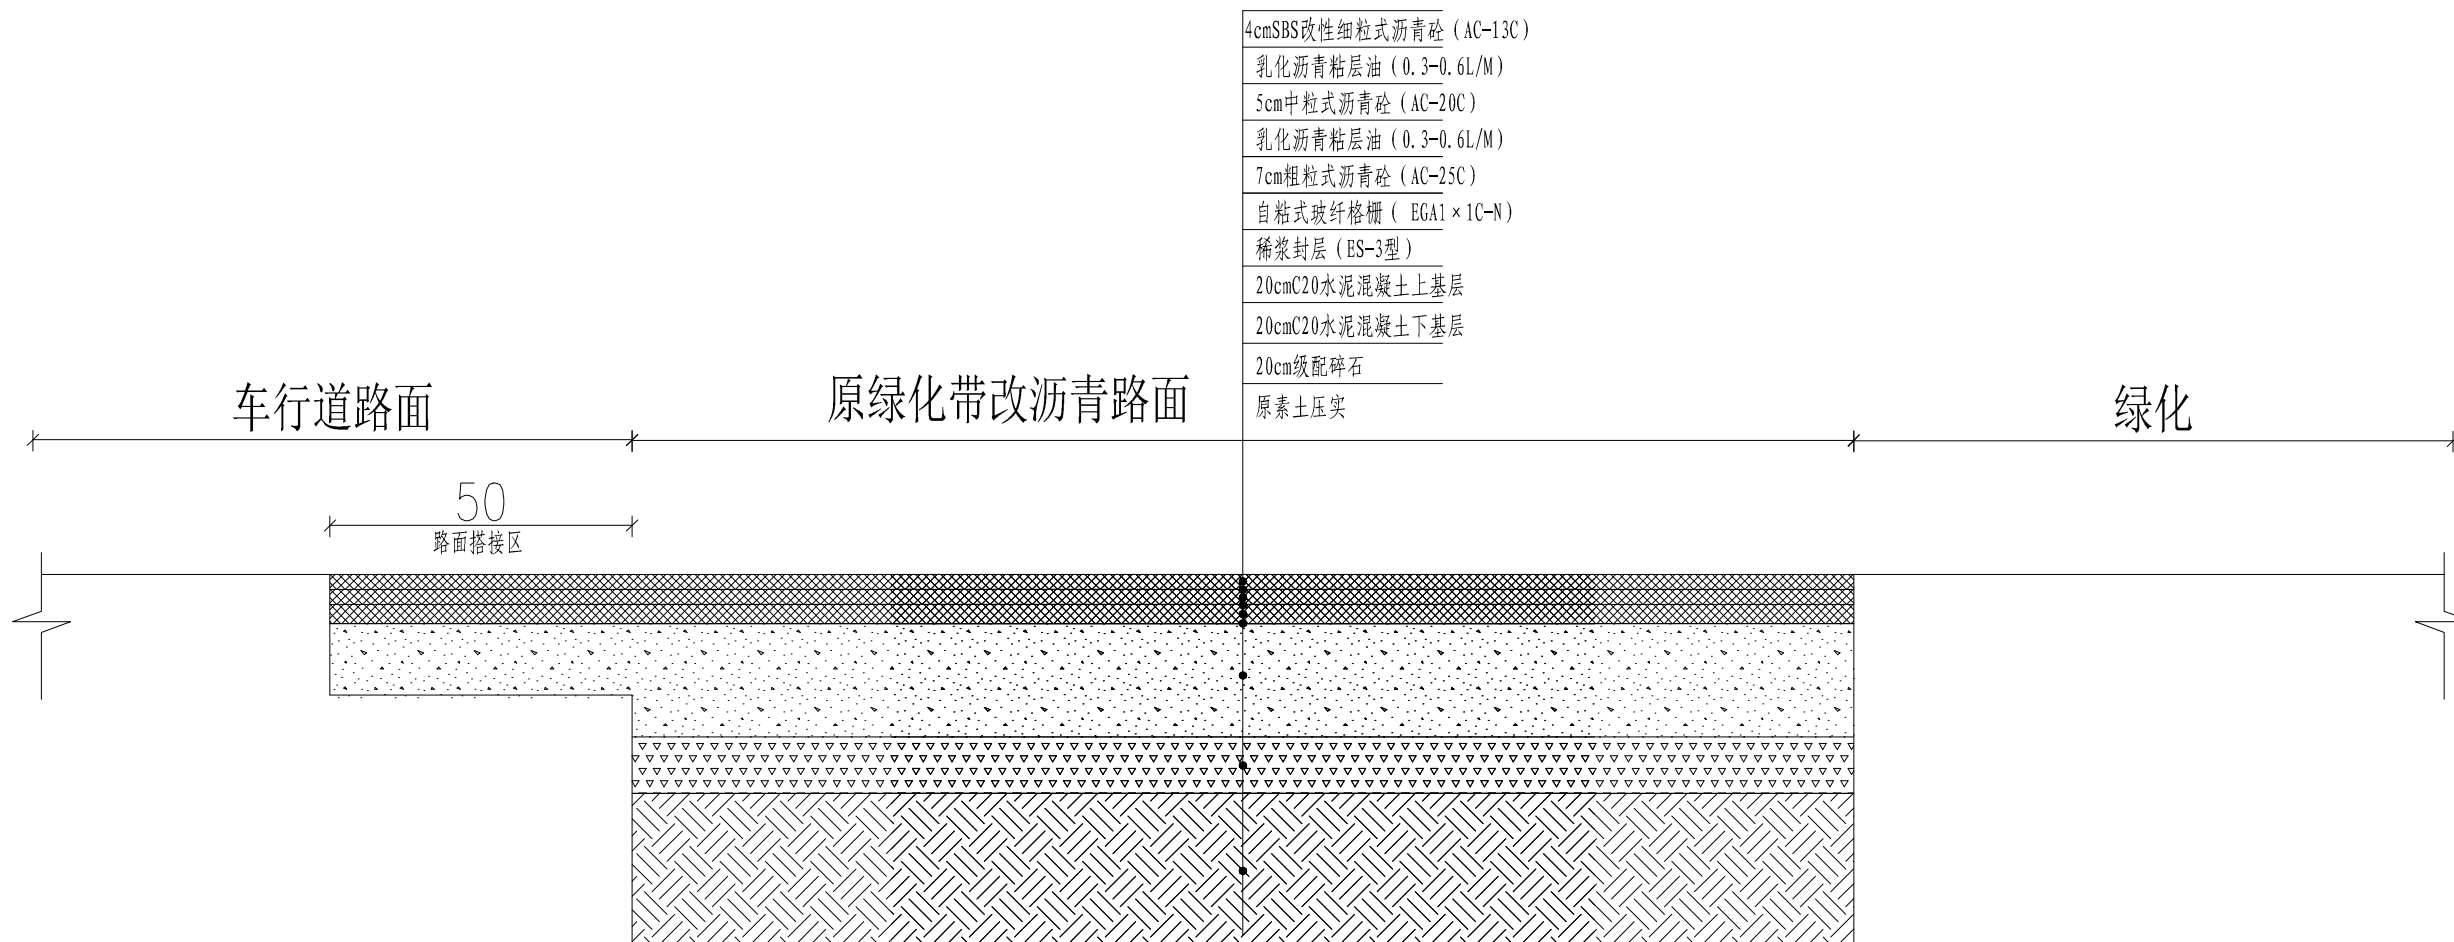 4cmSBS改性细粒式沥青砼（AC-13C）
乳化沥青粘层油（0.3-0.6L/M）
5cm中粒式沥青砼（AC-20C）
乳化沥青粘层油（0.3-0.6L/M）
7cm粗粒式沥青砼（AC-25C）
自粘式玻纤格栅（ EGA1×1C-N）
稀浆封层（ES-3型）
20cmC20水泥混凝土上基层
20cmC20水泥混凝土下基层
20cm级配碎石
原素土压实
车行道路面
原绿化带改沥青路面
绿化
50
路面搭接区